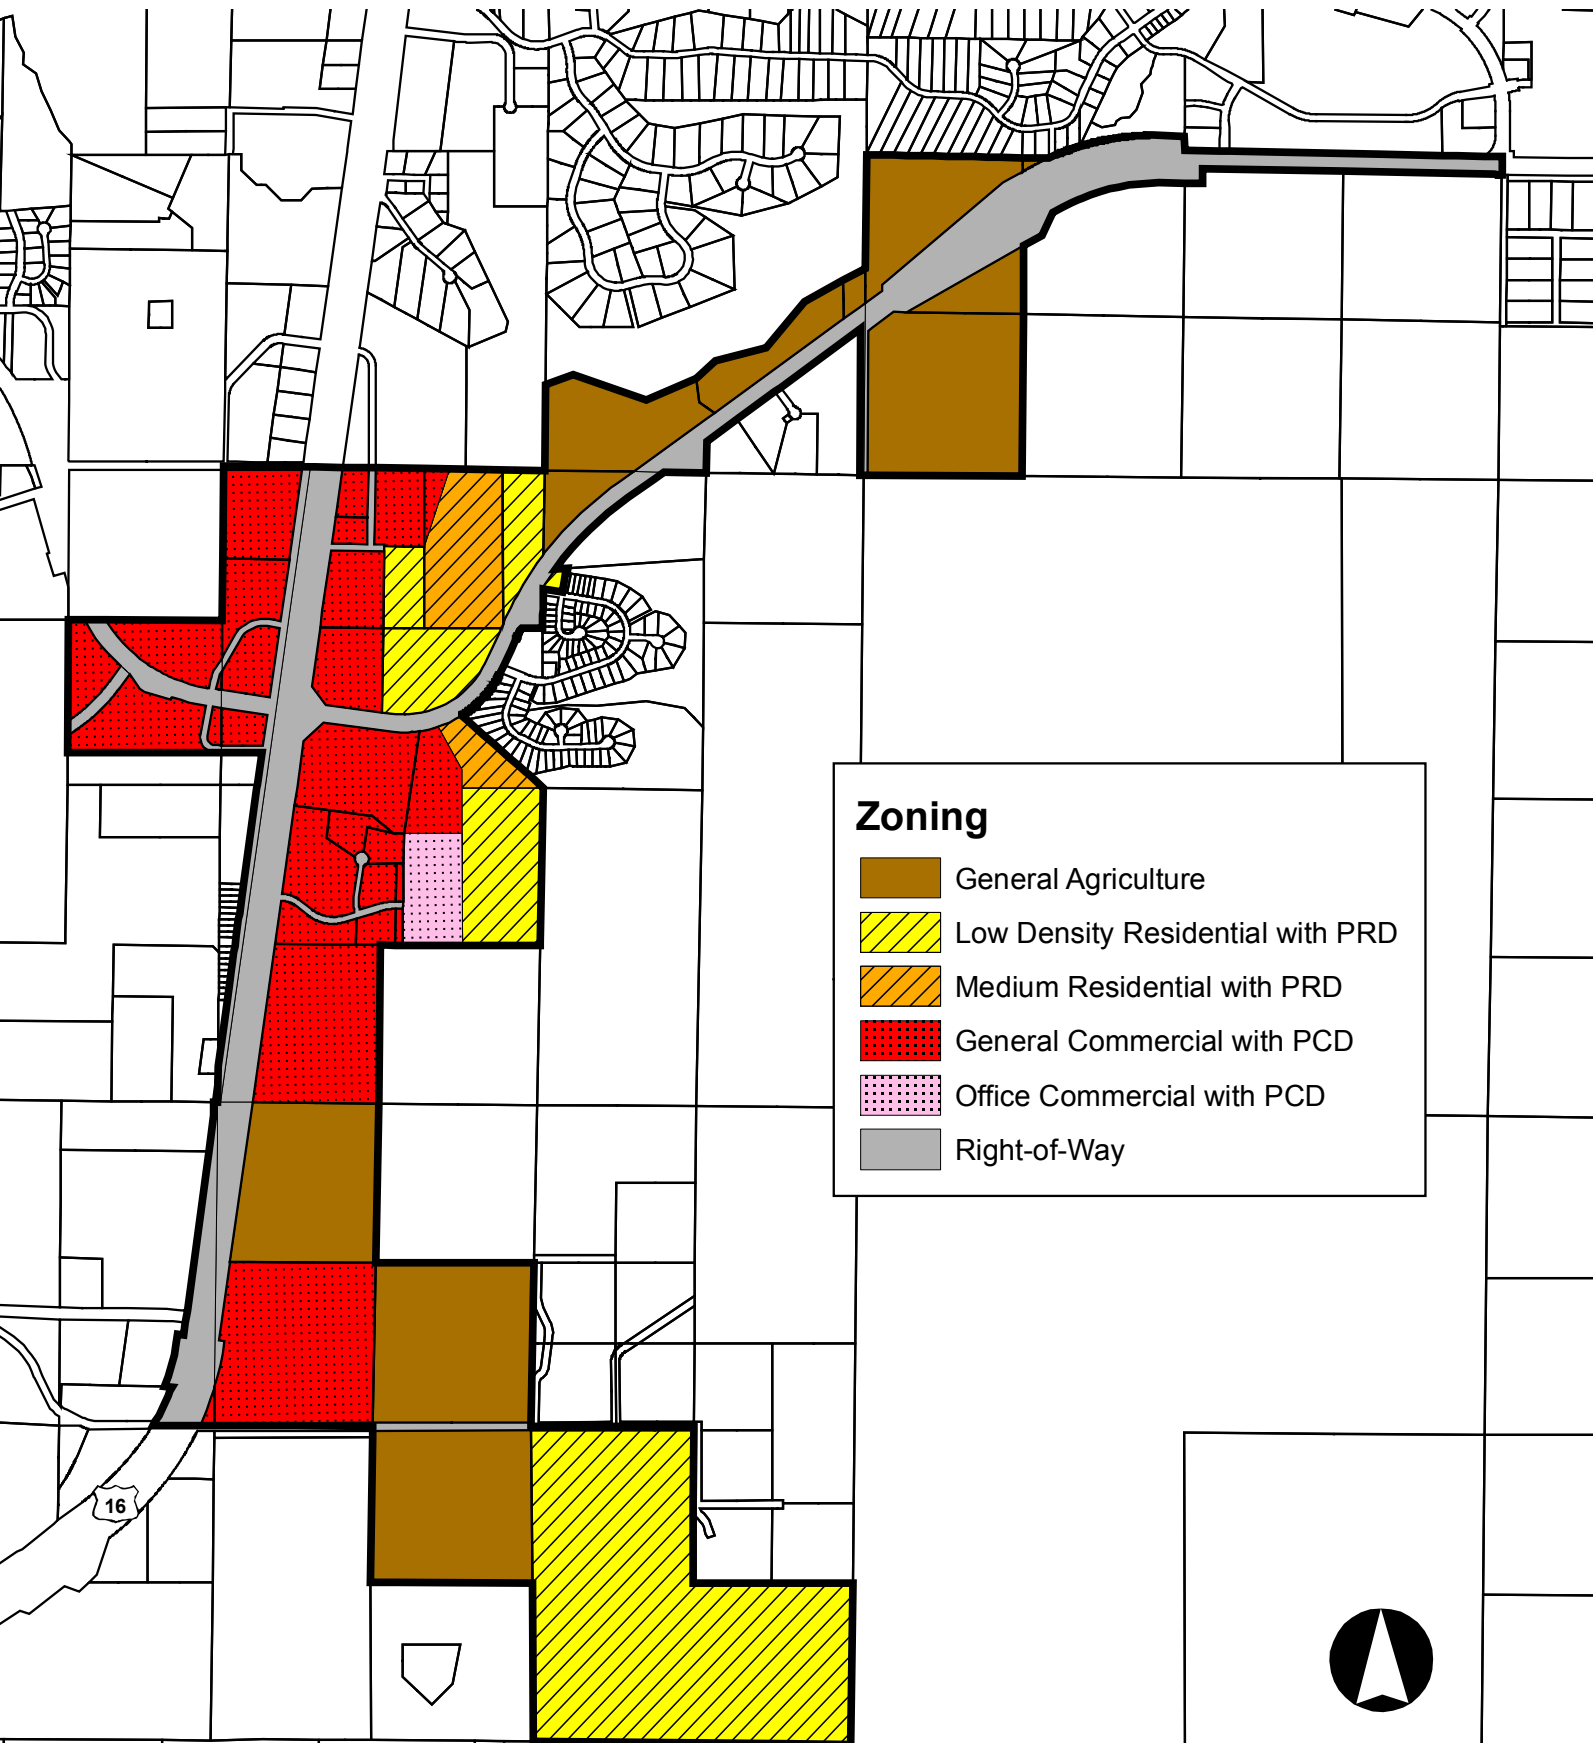 Zoning
General Agriculture
Low Density Residential with PRD
Medium Residential with PRD
General Commercial with PCD
Office Commercial with PCD
Right-of-Way
16